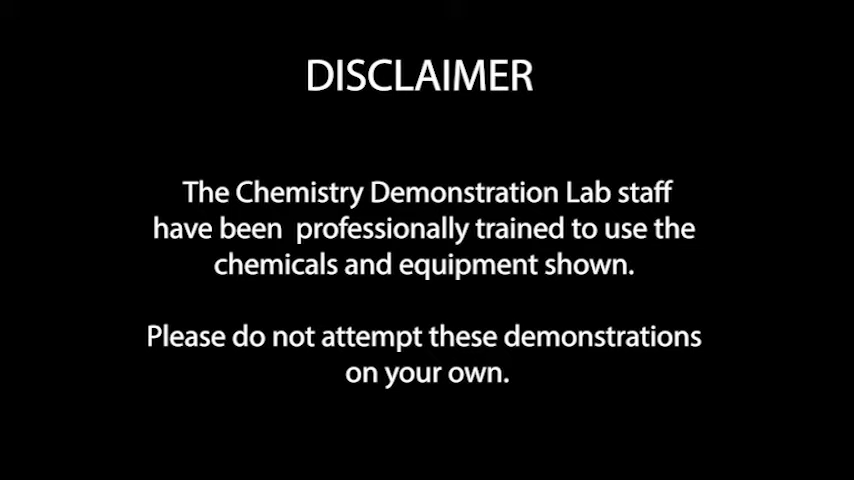 DISCLAIMER
The Chemistry Demonstration Lab staff
have been  professionally trained to use the
chemicals and equipment shown.
Please do not attempt these demonstrations
on your own.